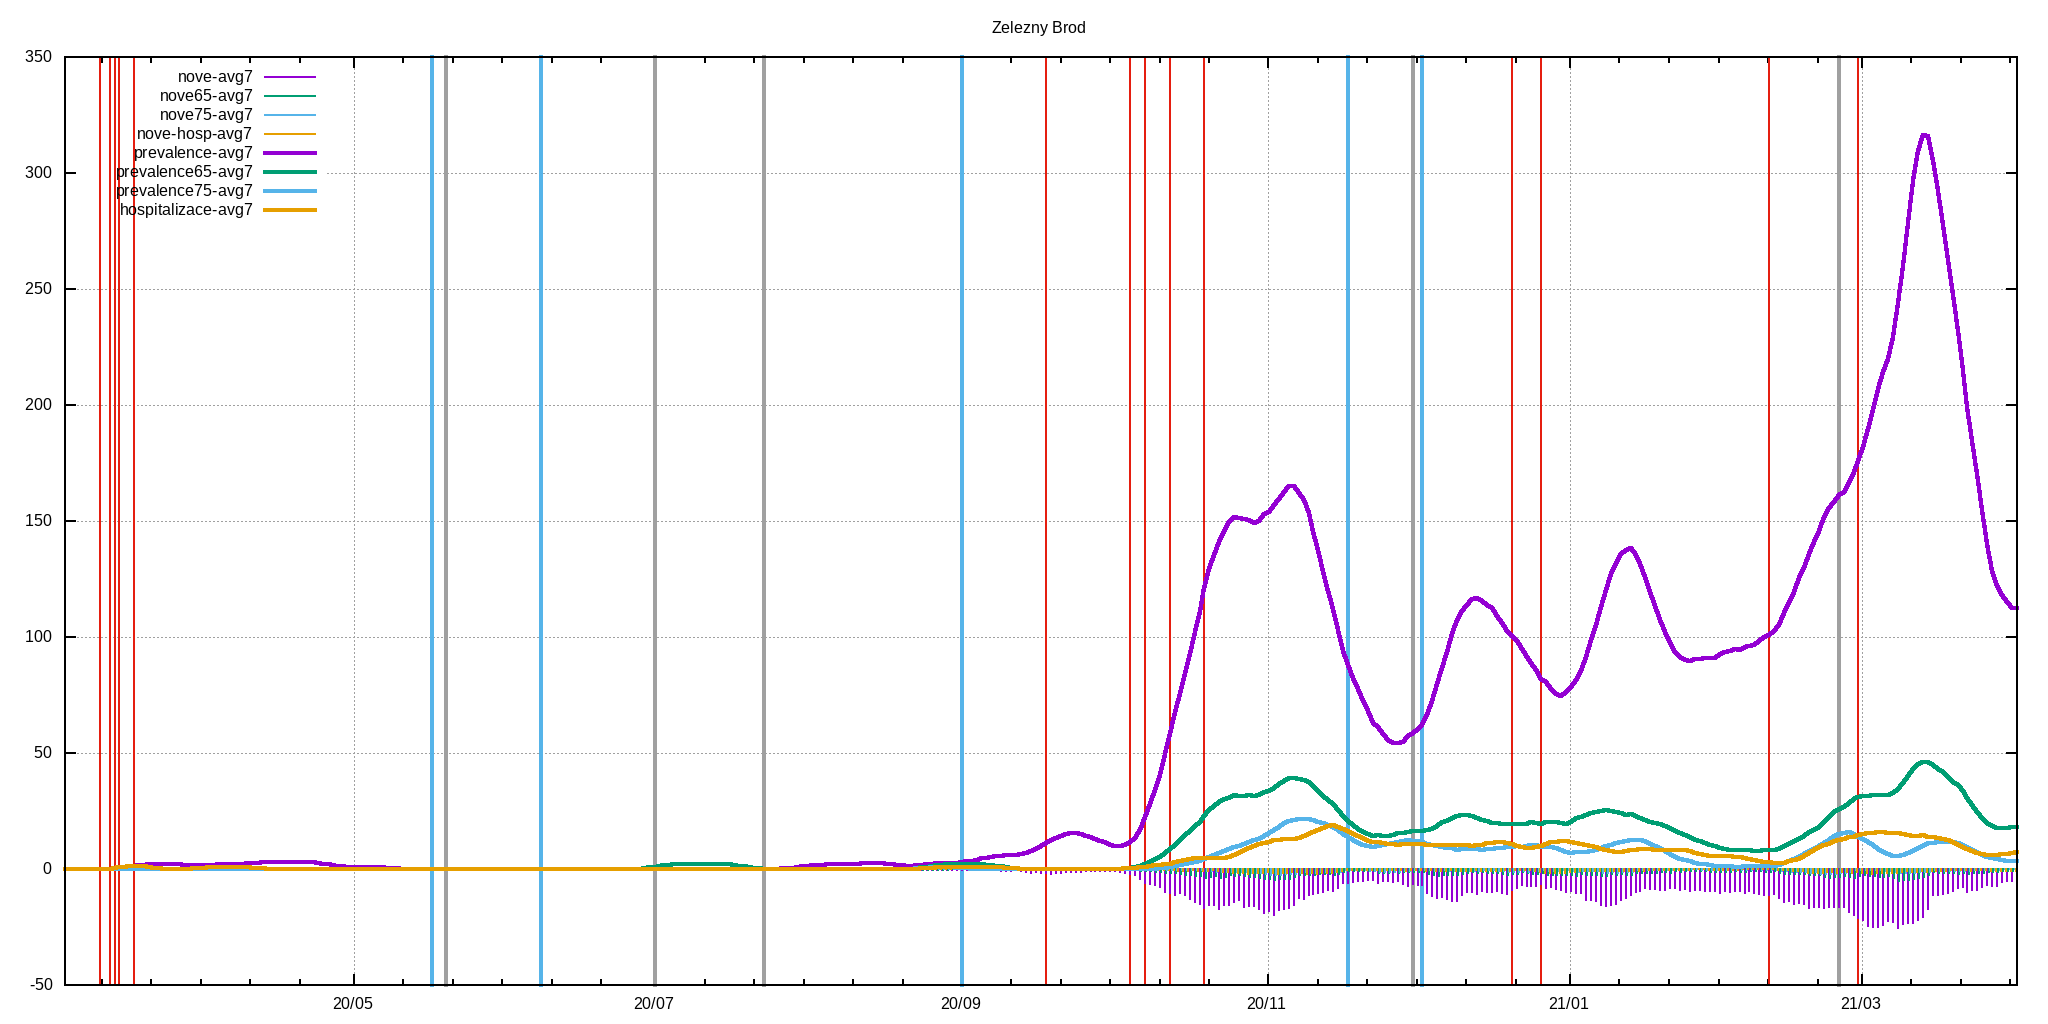 Zelezny Brod
350
300
250
200
150
100
50
0
-50
nove-avg7
nove65-avg7
nove75-avg7
nove-hosp-avg7
prevalence-avg7
prevalence65-avg7
prevalence75-avg7
hospitalizace-avg7
20/05 20/07 20/09 20/11 21/01 21/03